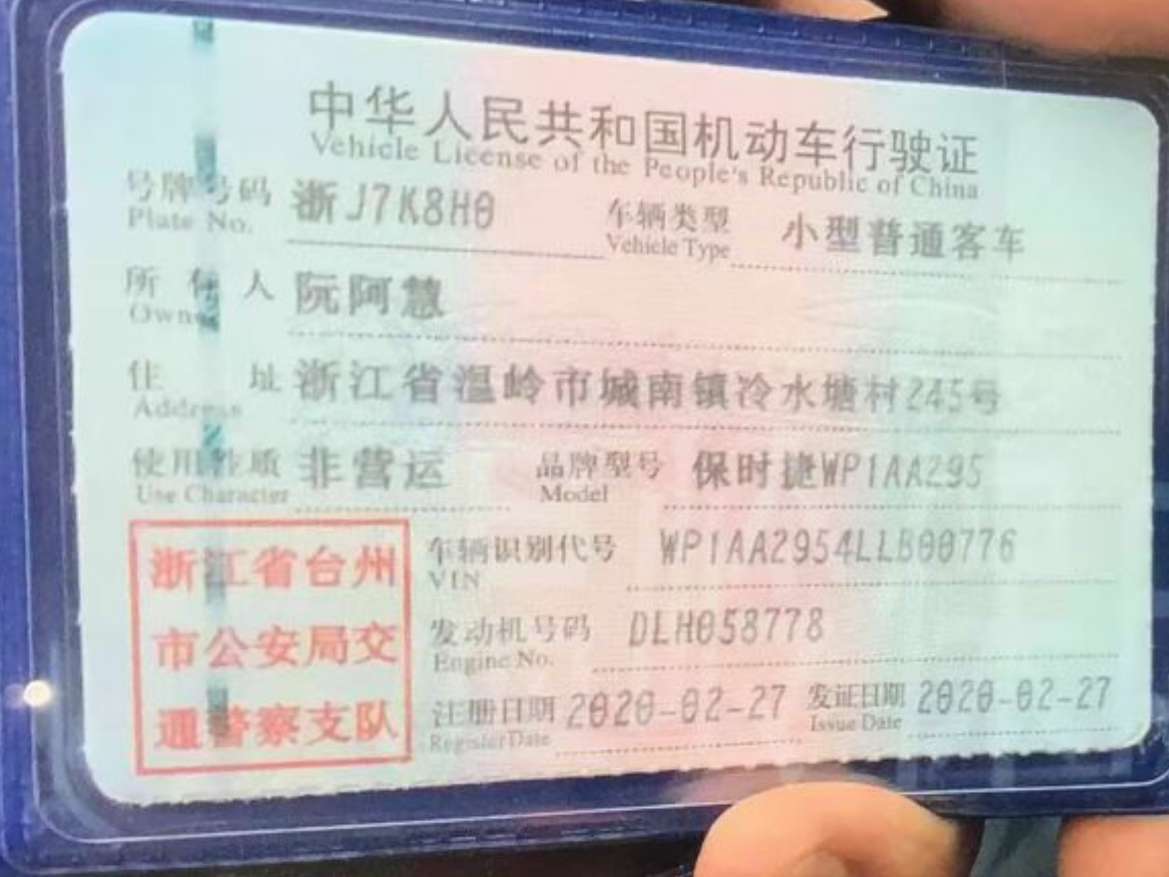 中华人民共和国机动车行驶证
Vehicle License of the People's Republic of China
号牌号码 浙J7K8H0 车辆类型 小型普通客车
Plate No. Vehicle Type
所有人 阮阿慧
Owner
住址 浙江省温岭市城南镇冷水塘村245号
Address
使用性质 非营运 品牌型号 保时捷WP1AA295
Use Character Model
浙江省台州
市公安局交
通警察支队
车辆识别代号 WP1AA2954LLB00776
VIN
发动机号码 DLH058778
Engine No.
注册日期 2020-02-27 发证日期 2020-02-27
Register Date Issue Date